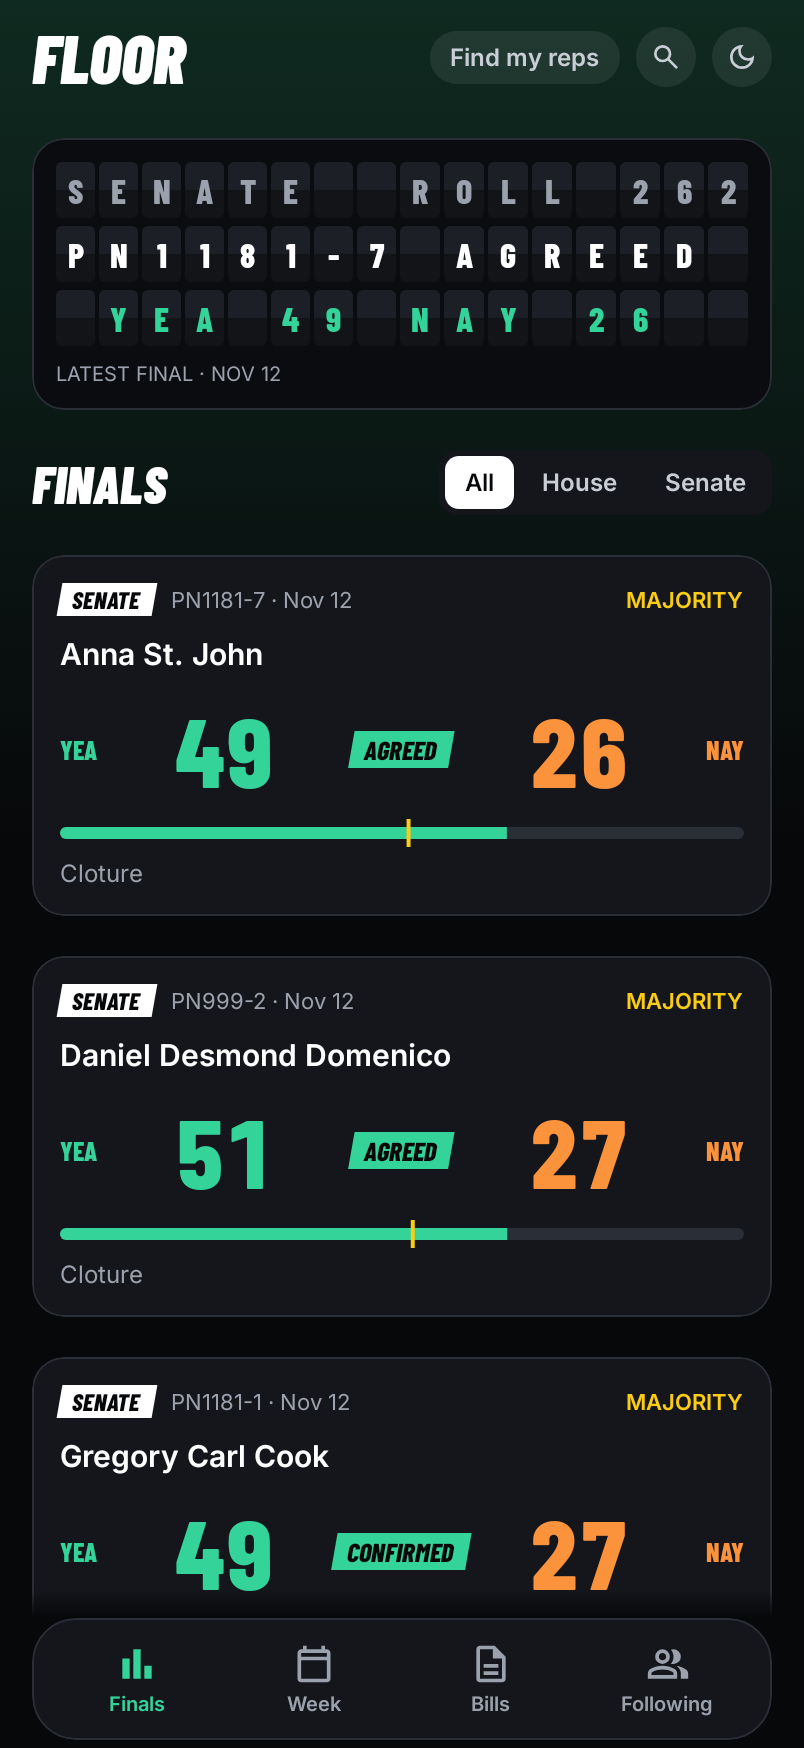 FLOOR
Find my reps
SENATE ROLL 262
PN1181-7 AGREED
YEA 49 NAY 26
LATEST FINAL · NOV 12
FINALS
All House Senate
SENATE PN1181-7 · Nov 12 MAJORITY
Anna St. John
YEA 49 AGREED 26 NAY
Cloture
SENATE PN999-2 · Nov 12 MAJORITY
Daniel Desmond Domenico
YEA 51 AGREED 27 NAY
Cloture
SENATE PN1181-1 · Nov 12 MAJORITY
Gregory Carl Cook
YEA 49 CONFIRMED 27 NAY
Finals Week Bills Following